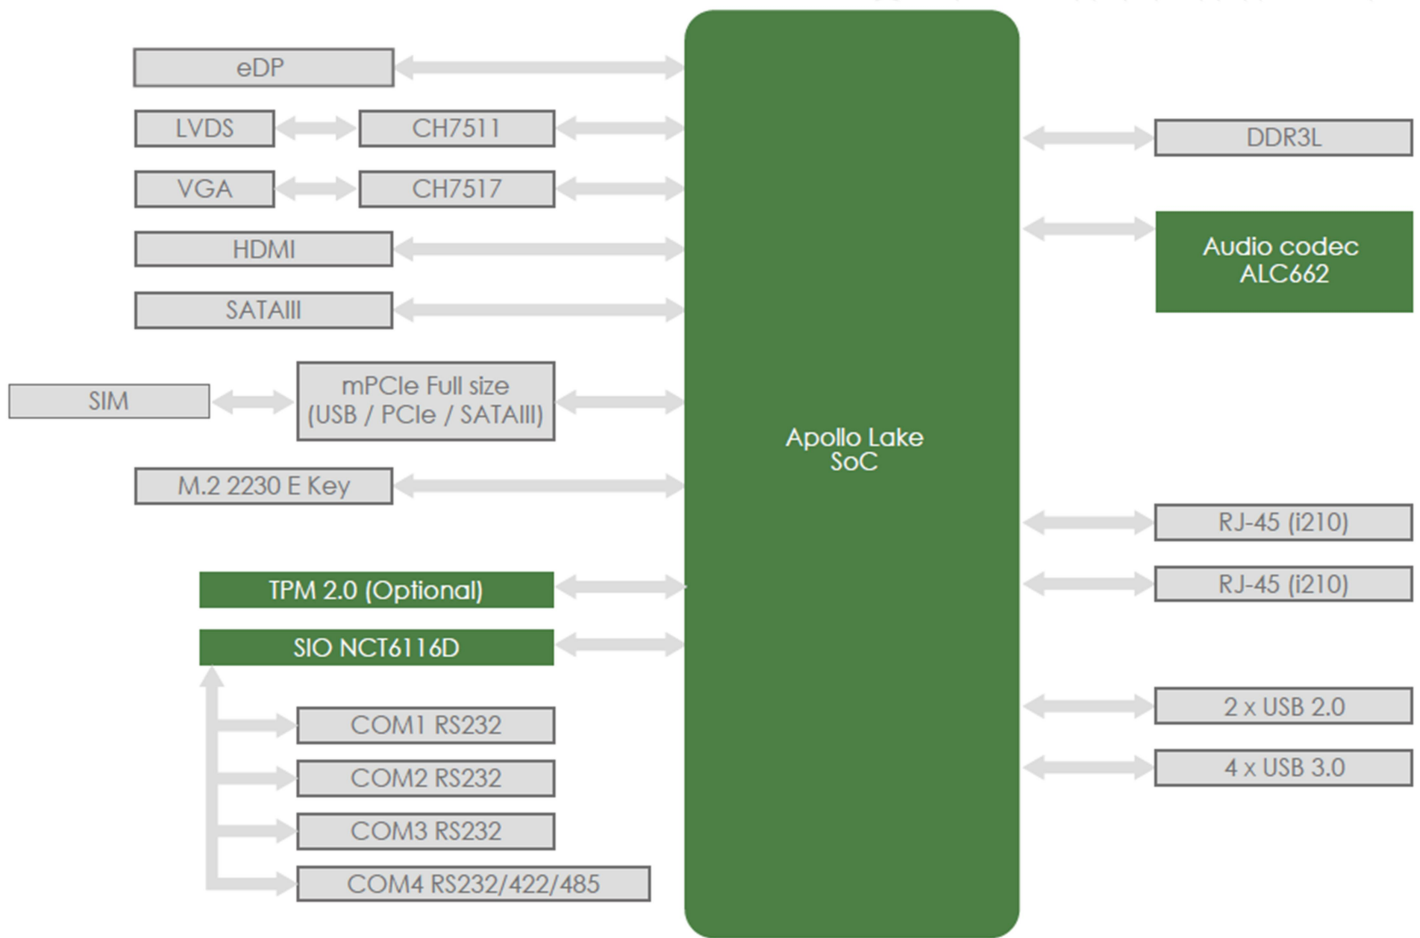 eDP
LVDS
CH7511
VGA
CH7517
HDMI
SATAIII
SIM
mPCIe Full size
(USB / PCIe / SATAIII)
M.2 2230 E Key
TPM 2.0 (Optional)
SIO NCT6116D
COM1 RS232
COM2 RS232
COM3 RS232
COM4 RS232/422/485
Apollo Lake
SoC
DDR3L
Audio codec
ALC662
RJ-45 (i210)
RJ-45 (i210)
2 x USB 2.0
4 x USB 3.0